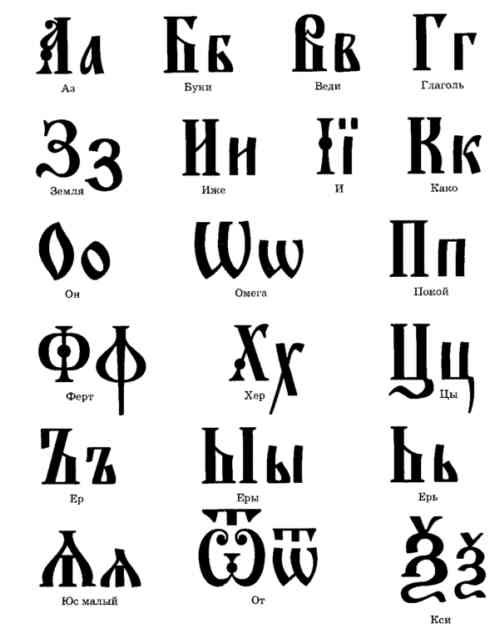 Аа Бб Вв Гг
Аз Буки Веди Глаголь
Зз Ии Її Кк
Земля Иже И Како
Оо Ѡѡ Пп
Он Омега Покой
Фф Хх Цц
Ферт Хер Цы
Ъъ Ыы Ьь
Ер Еры Ерь
Ѧѧ Ѿѿ Ѯѯ
Юс малый От Кси